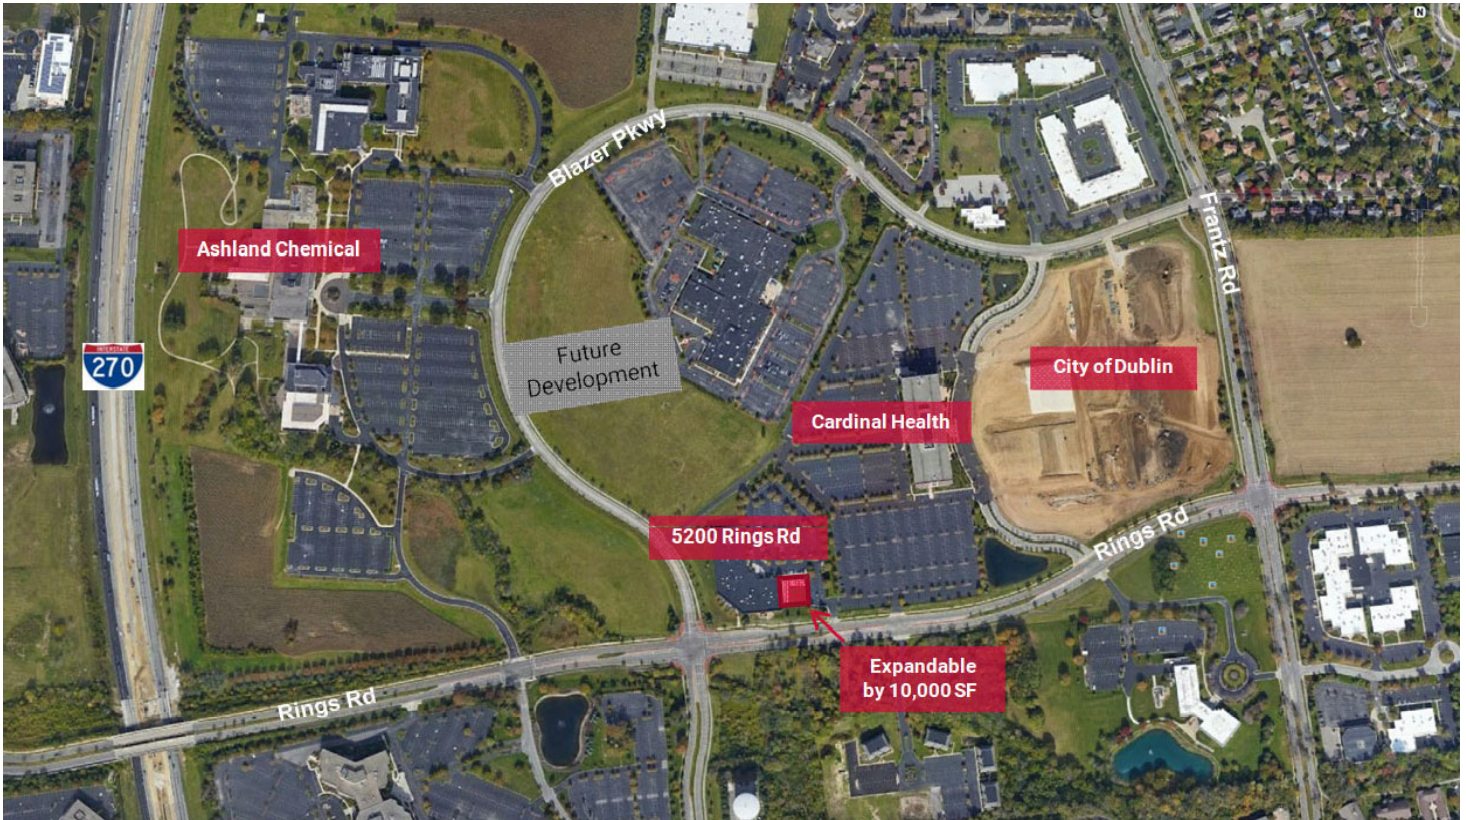 N
Blazer Pkwy
Frantz Rd
Ashland Chemical
INTERSTATE
270
Future
Development
City of Dublin
Cardinal Health
5200 Rings Rd
Rings Rd
Expandable
by 10,000 SF
Rings Rd